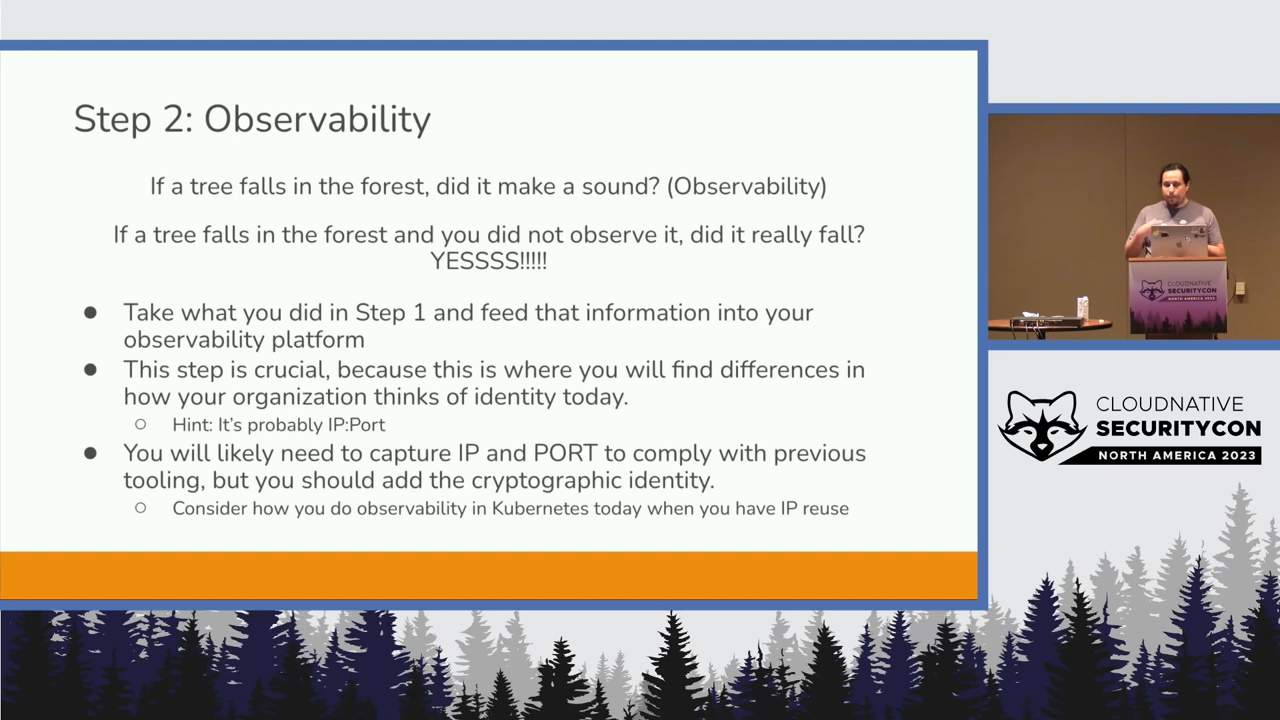 Step 2: Observability
If a tree falls in the forest, did it make a sound? (Observability)
If a tree falls in the forest and you did not observe it, did it really fall?
YESSSS!!!!!
● Take what you did in Step 1 and feed that information into your
observability platform
● This step is crucial, because this is where you will find differences in
how your organization thinks of identity today.
○ Hint: It’s probably IP:Port
● You will likely need to capture IP and PORT to comply with previous
tooling, but you should add the cryptographic identity.
○ Consider how you do observability in Kubernetes today when you have IP reuse
CLOUDNATIVE
SECURITYCON
NORTH AMERICA 2023
CLOUDNATIVE
SECURITYCON
NORTH AMERICA 2023